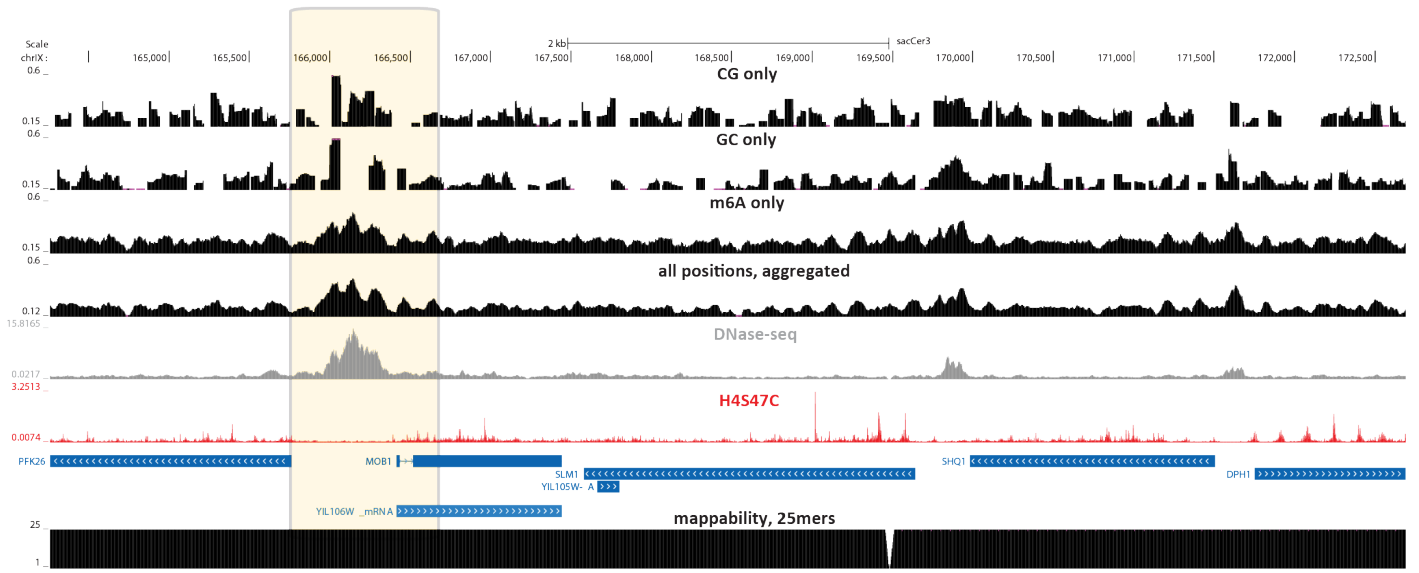 Scale 2 kb sacCer3
chrIX : 165,000 165,500 166,000 166,500 167,000 167,500 168,000 168,500 169,000 169,500 170,000 170,500 171,000 171,500 172,000 172,500
0.6 CG only
0.15
0.6 GC only
0.15
0.6 m6A only
0.15
0.6 all positions, aggregated
0.12
15.8165 DNase-seq
0.0217
3.2513 H4S47C
0.0074
PFK26 MOB1 SHQ1
SLM1 DPH1
YIL105W- A
YIL106W _mRNA
25 mappability, 25mers
1